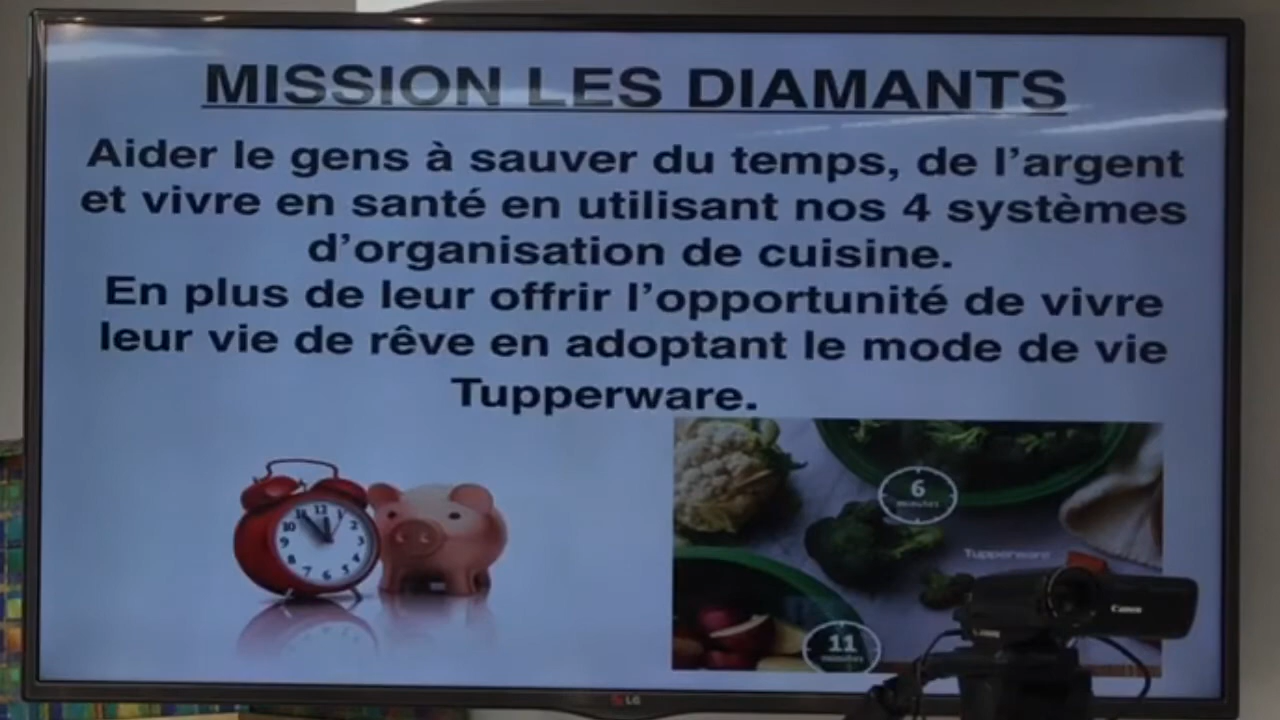 MISSION LES DIAMANTS
Aider le gens à sauver du temps, de l'argent
et vivre en santé en utilisant nos 4 systèmes
d'organisation de cuisine.
En plus de leur offrir l'opportunité de vivre
leur vie de rêve en adoptant le mode de vie
Tupperware.
6
minutes
Tupperware
11
minutes
Canon
LG